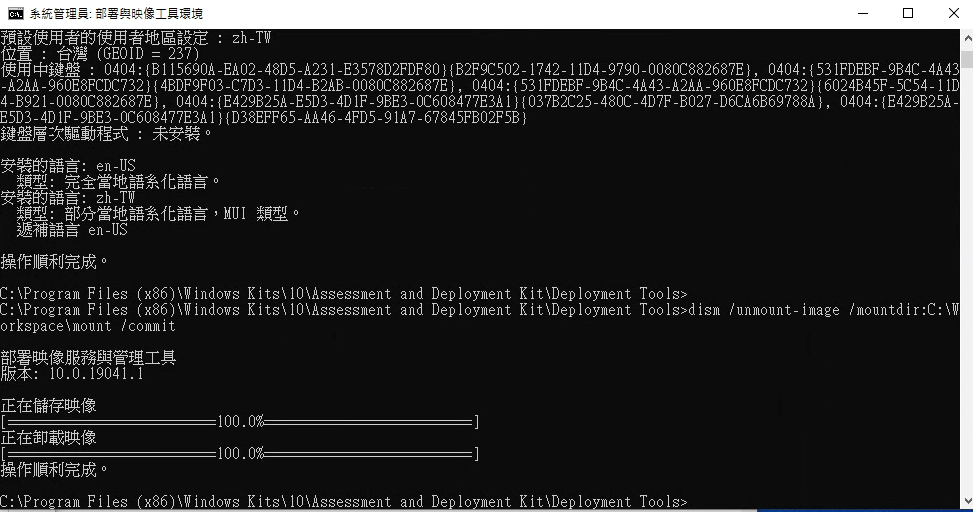 系統管理員: 部署與映像工具環境
預設使用者的使用者地區設定 : zh-TW
位置 : 台灣 (GEOID = 237)
使用中鍵盤 : 0404:{B115690A-EA02-48D5-A231-E3578D2FDF80}{B2F9C502-1742-11D4-9790-0080C882687E}, 0404:{531FDEBF-9B4C-4A43
-A2AA-960E8FCDC732}{4BDF9F03-C7D3-11D4-B2AB-0080C882687E}, 0404:{531FDEBF-9B4C-4A43-A2AA-960E8FCDC732}{6024B45F-5C54-11D
4-B921-0080C882687E}, 0404:{E429B25A-E5D3-4D1F-9BE3-0C608477E3A1}{037B2C25-480C-4D7F-B027-D6CA6B69788A}, 0404:{E429B25A-
E5D3-4D1F-9BE3-0C608477E3A1}{D38EFF65-AA46-4FD5-91A7-67845FB02F5B}
鍵盤層次驅動程式 : 未安裝。
安裝的語言: en-US
類型: 完全當地語系化語言。
安裝的語言: zh-TW
類型: 部分當地語系化語言，MUI 類型。
遞補語言 en-US
操作順利完成。
C:\Program Files (x86)\Windows Kits\10\Assessment and Deployment Kit\Deployment Tools>
C:\Program Files (x86)\Windows Kits\10\Assessment and Deployment Kit\Deployment Tools>dism /unmount-image /mountdir:C:\W
orkspace\mount /commit
部署映像服務與管理工具
版本: 10.0.19041.1
正在儲存映像
[==========================100.0%==========================]
正在卸載映像
[==========================100.0%==========================]
操作順利完成。
C:\Program Files (x86)\Windows Kits\10\Assessment and Deployment Kit\Deployment Tools>